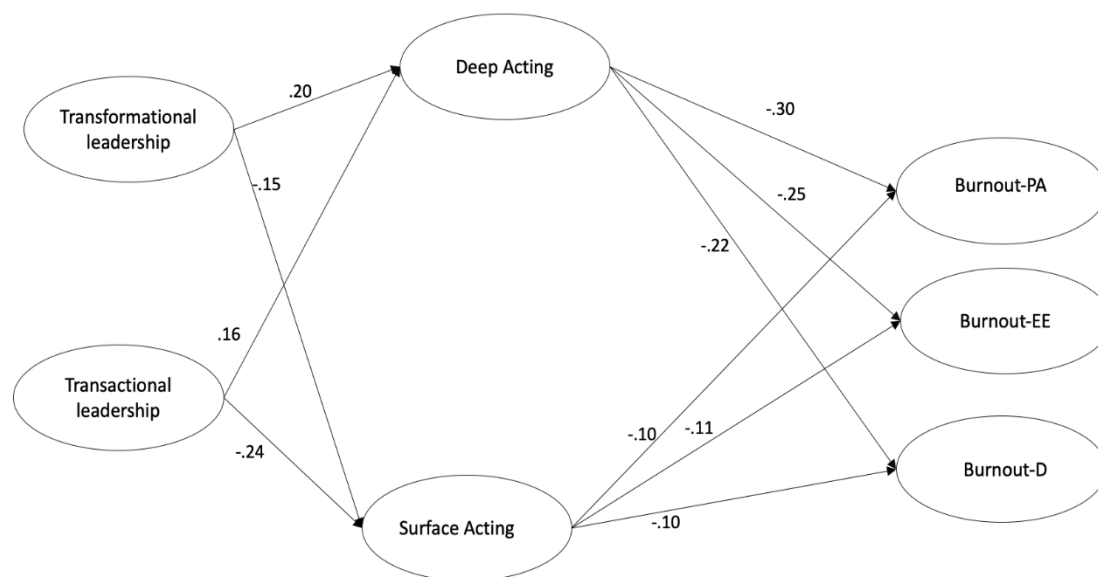 Deep Acting
.20
-.30
Transformational
leadership
-.15
-.25
Burnout-PA
-.22
.16
Burnout-EE
Transactional
leadership
-.10
-.11
-.24
Burnout-D
Surface Acting
-.10